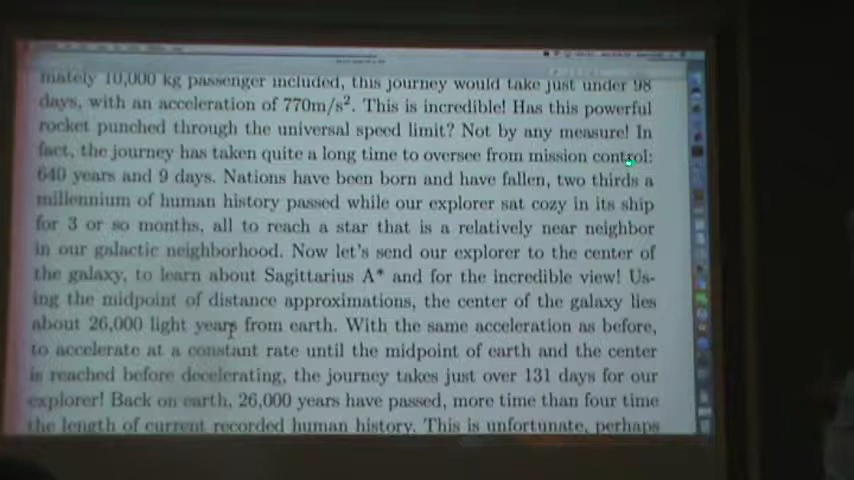 mately 10,000 kg passenger included, this journey would take just under 98
days, with an acceleration of 770m/s². This is incredible! Has this powerful
rocket punched through the universal speed limit? Not by any measure! In
fact, the journey has taken quite a long time to oversee from mission control:
640 years and 9 days. Nations have been born and have fallen, two thirds a
millennium of human history passed while our explorer sat cozy in its ship
for 3 or so months, all to reach a star that is a relatively near neighbor
in our galactic neighborhood. Now let's send our explorer to the center of
the galaxy, to learn about Sagittarius A* and for the incredible view! Us-
ing the midpoint of distance approximations, the center of the galaxy lies
about 26,000 light years from earth. With the same acceleration as before,
to accelerate at a constant rate until the midpoint of earth and the center
is reached before decelerating, the journey takes just over 131 days for our
explorer! Back on earth, 26,000 years have passed, more time than four time
the length of current recorded human history. This is unfortunate, perhaps